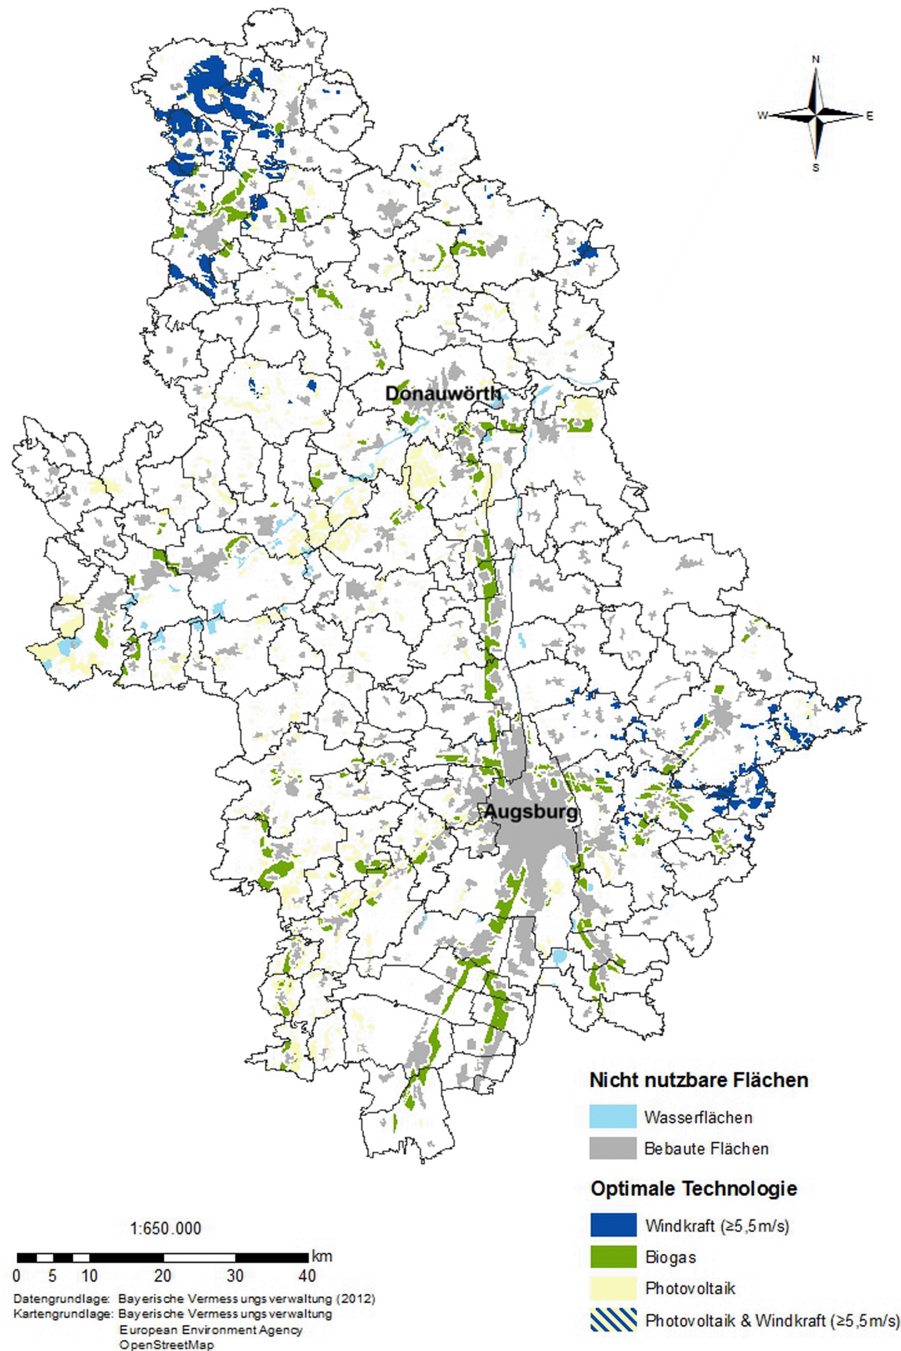 N
W E
S
Donauwörth
Augsburg
Nicht nutzbare Flächen
Wasserflächen
Bebaute Flächen
Optimale Technologie
Windkraft (≥5,5m/s)
Biogas
Photovoltaik
Photovoltaik & Windkraft (≥5,5m/s)
1:650.000
km
0 5 10 20 30 40
Datengrundlage: Bayerische Vermessungsverwaltung (2012)
Kartengrundlage: Bayerische Vermessungsverwaltung
European Environment Agency
OpenStreetMap